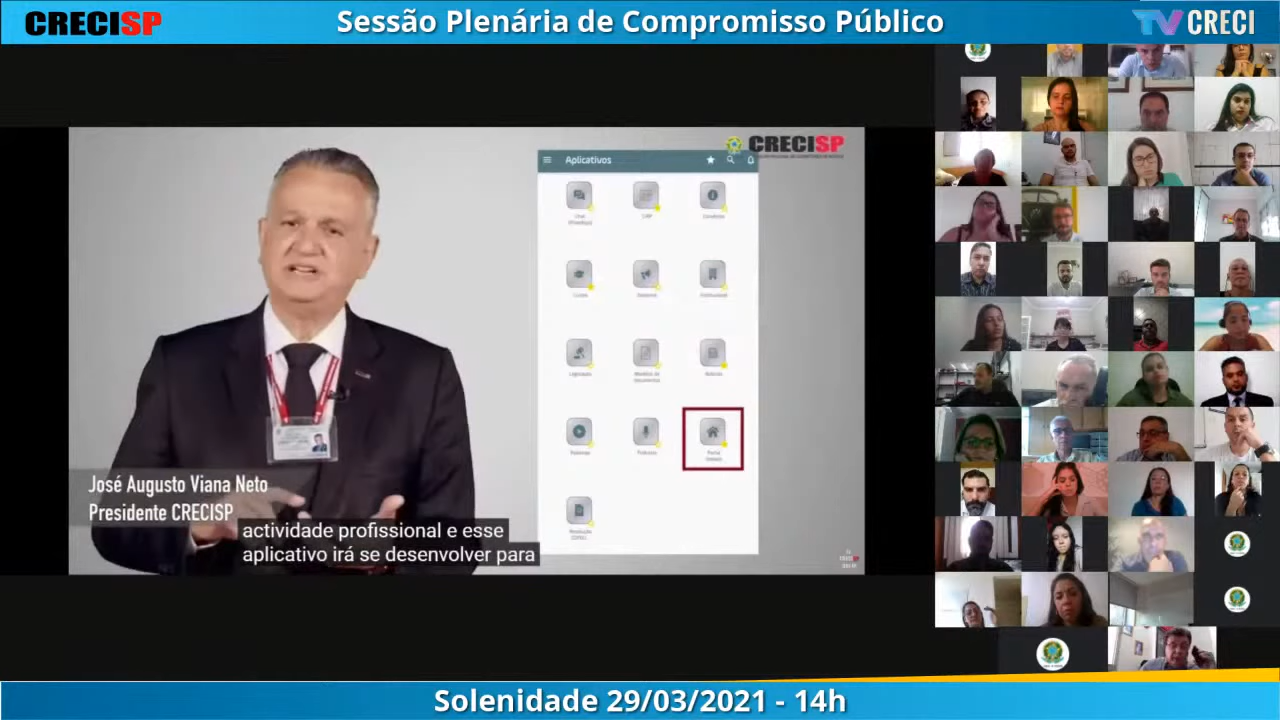 CRECISP
Sessão Plenária de Compromisso Público
TV CRECI
CRECISP
Aplicativos
José Augusto Viana Neto
Presidente CRECISP
actividade profissional e esse
aplicativo irá se desenvolver para
Solenidade 29/03/2021 - 14h